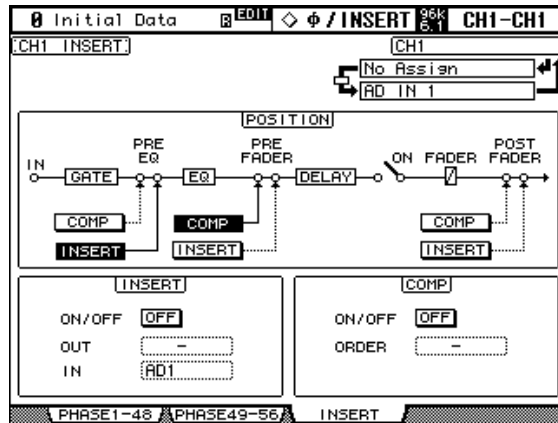 0 Initial Data B EDIT ◇ φ/INSERT 96K 6.1 CH1-CH1
CH1 INSERT
CH1
No Assign
AD IN 1
POSITION
IN
PRE EQ
PRE FADER
ON
FADER
POST FADER
GATE
EQ
DELAY
COMP
COMP
COMP
INSERT
INSERT
INSERT
INSERT
ON/OFF OFF
OUT -
IN AD1
COMP
ON/OFF OFF
ORDER -
PHASE1-48
PHASE49-56
INSERT